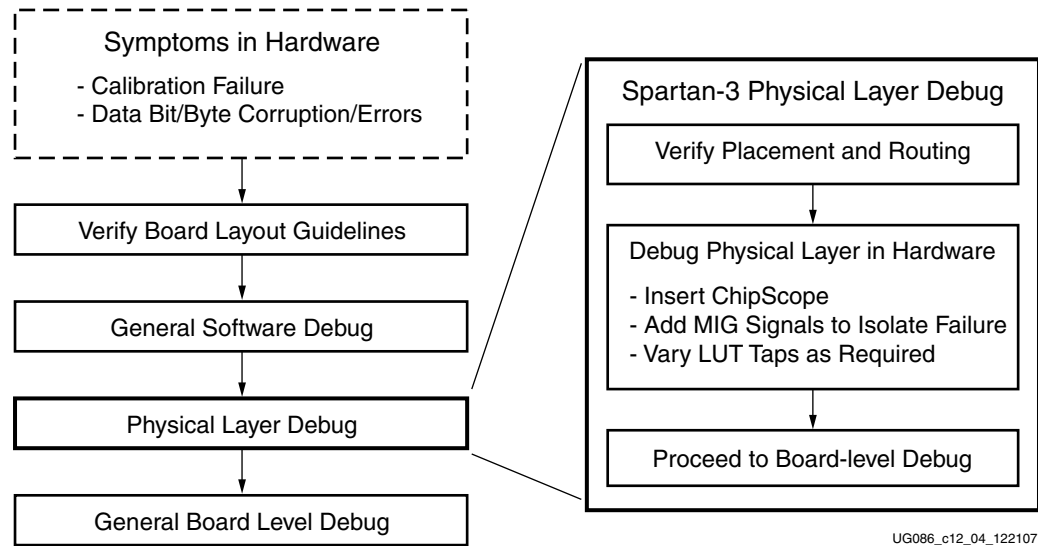 Symptoms in Hardware
- Calibration Failure
- Data Bit/Byte Corruption/Errors
Verify Board Layout Guidelines
General Software Debug
Physical Layer Debug
General Board Level Debug
Spartan-3 Physical Layer Debug
Verify Placement and Routing
Debug Physical Layer in Hardware
- Insert ChipScope
- Add MIG Signals to Isolate Failure
- Vary LUT Taps as Required
Proceed to Board-level Debug
UG086_c12_04_122107